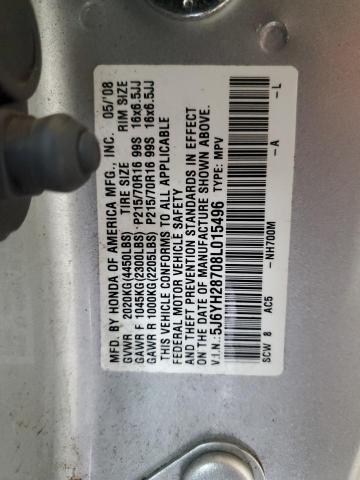 MFD. BY HONDA OF AMERICA MFG., INC. 05/'08
GVWR 2020KG(4450LBS) TIRE SIZE RIM SIZE
GAWR F 1045KG(2300LBS) P215/70R16 99S 16x6.5JJ
GAWR R 1000KG(2205LBS) P215/70R16 99S 16x6.5JJ
THIS VEHICLE CONFORMS TO ALL APPLICABLE
FEDERAL MOTOR VEHICLE SAFETY
AND THEFT PREVENTION STANDARDS IN EFFECT
ON THE DATE OF MANUFACTURE SHOWN ABOVE.
V.I.N.:5J6YH28708L015496 TYPE: MPV
SCW 8 AC5 -NH700M -A -L